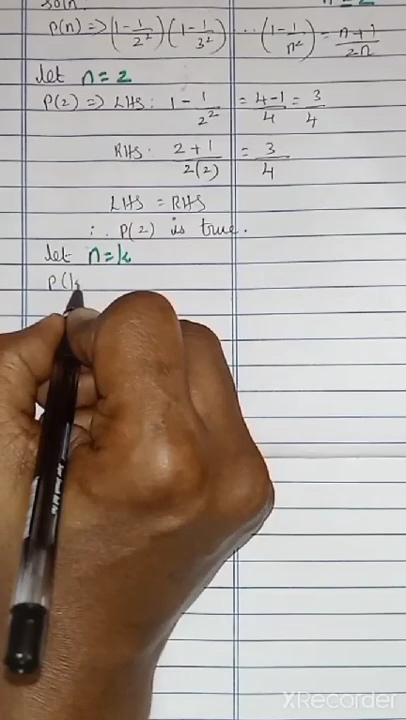 Soln.
P(n) => (1 - 1/2²) (1 - 1/3²) ... (1 - 1/n²) = n+1/2n
let n = 2
P(2) => LHS: 1 - 1/2² = 4-1/4 = 3/4
RHS. 2+1/2(2) = 3/4
LHS = RHS
∴ P(2) is true.
let n = k
P(k
XRecorder